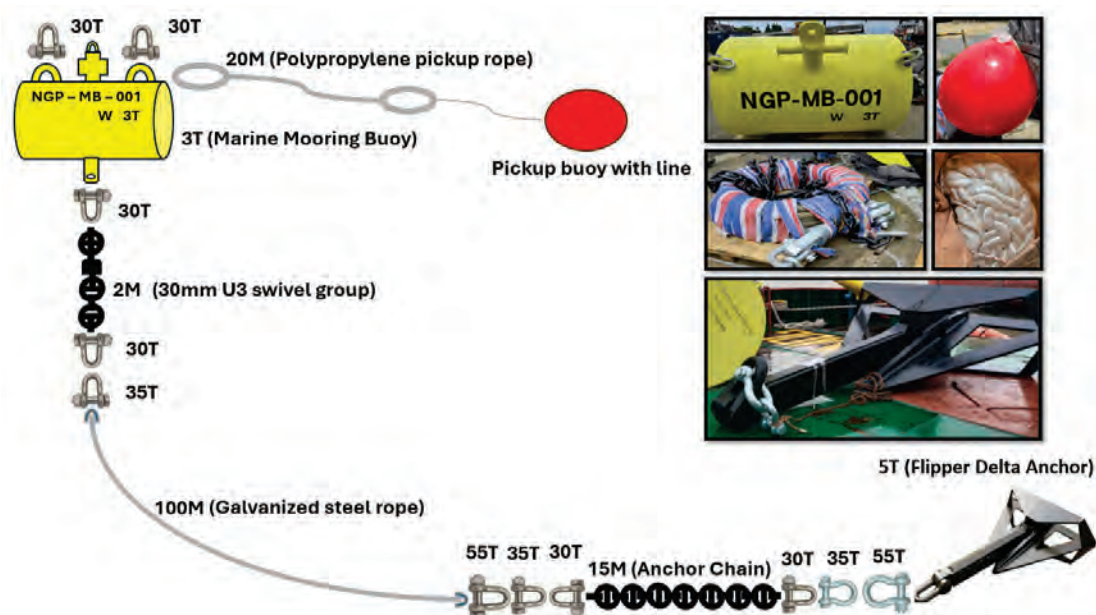 30T
30T
30T
NGP – MB – 001
W 3T
20M (Polypropylene pickup rope)
3T (Marine Mooring Buoy)
Pickup buoy with line
30T
2M (30mm U3 swivel group)
30T
35T
100M (Galvanized steel rope)
55T 35T 30T
15M (Anchor Chain)
30T 35T 55T
5T (Flipper Delta Anchor)
NGP-MB-001
W 3T